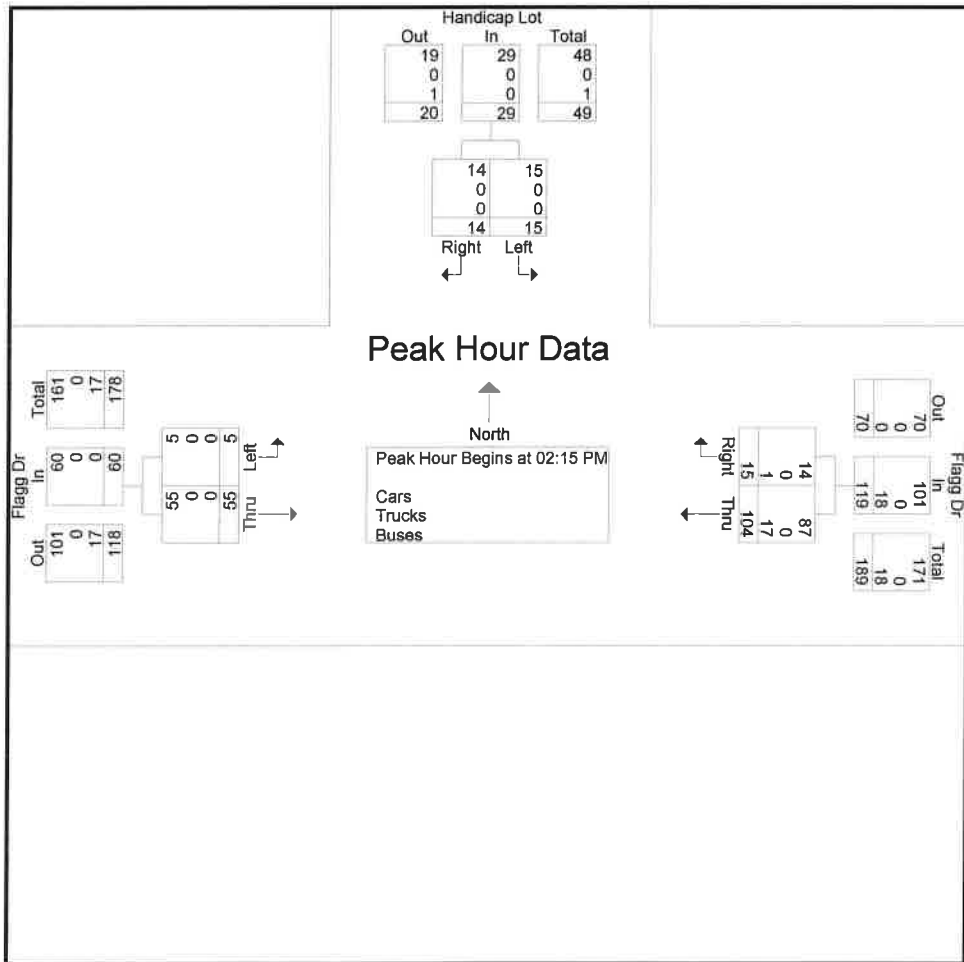 Handicap Lot
Out In Total
19 29 48
0 0 0
1 0 1
20 29 49
14 15
0 0
0 0
14 15
Right Left
Peak Hour Data
North
Peak Hour Begins at 02:15 PM
Cars
Trucks
Buses
Flagg Dr
Out In Total
101 60 161
0 0 0
17 0 17
118 60 178
Left Thru
5 55
0 0
0 0
5 55
Flagg Dr
Out In Total
70 101 171
0 0 0
0 18 18
70 119 189
Right Thru
14 87
0 0
1 17
15 104